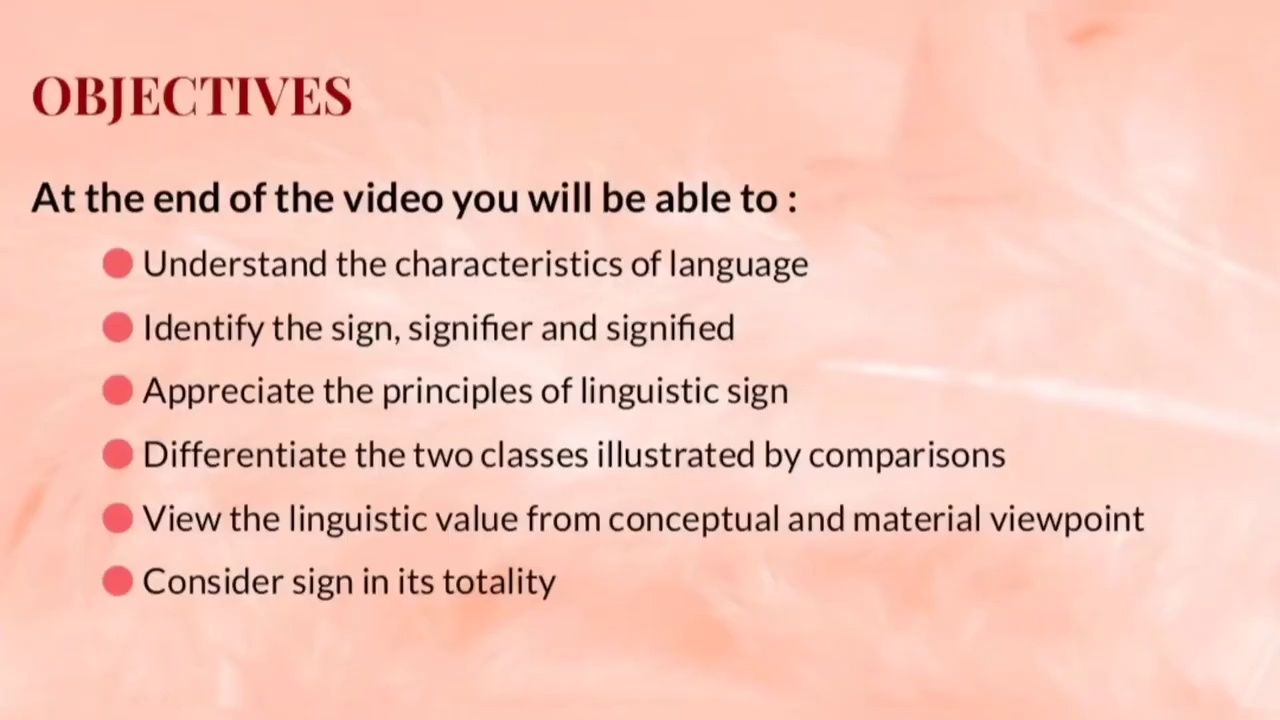 OBJECTIVES
At the end of the video you will be able to :
Understand the characteristics of language
Identify the sign, signifier and signified
Appreciate the principles of linguistic sign
Differentiate the two classes illustrated by comparisons
View the linguistic value from conceptual and material viewpoint
Consider sign in its totality